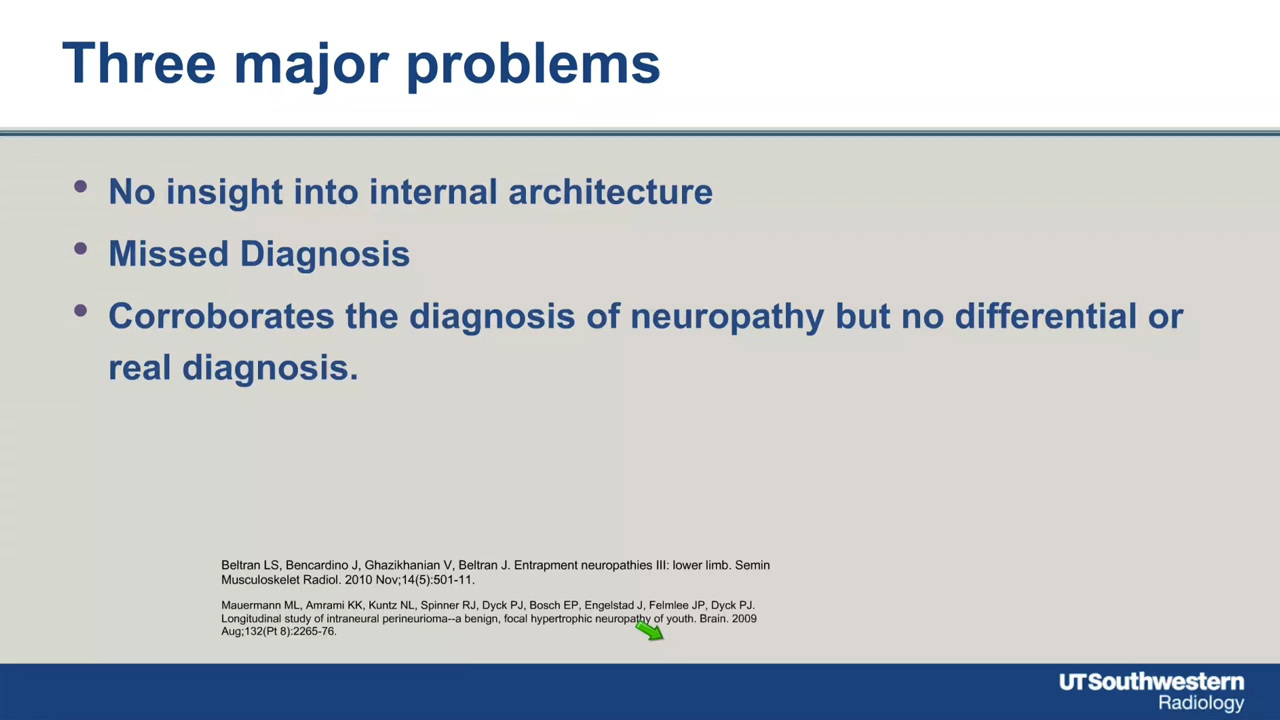 Three major problems
• No insight into internal architecture
• Missed Diagnosis
• Corroborates the diagnosis of neuropathy but no differential or
real diagnosis.
Beltran LS, Bencardino J, Ghazikhanian V, Beltran J. Entrapment neuropathies III: lower limb. Semin
Musculoskelet Radiol. 2010 Nov;14(5):501-11.
Mauermann ML, Amrami KK, Kuntz NL, Spinner RJ, Dyck PJ, Bosch EP, Engelstad J, Felmlee JP, Dyck PJ.
Longitudinal study of intraneural perineurioma--a benign, focal hypertrophic neuropathy of youth. Brain. 2009
Aug;132(Pt 8):2265-76.
UTSouthwestern
Radiology